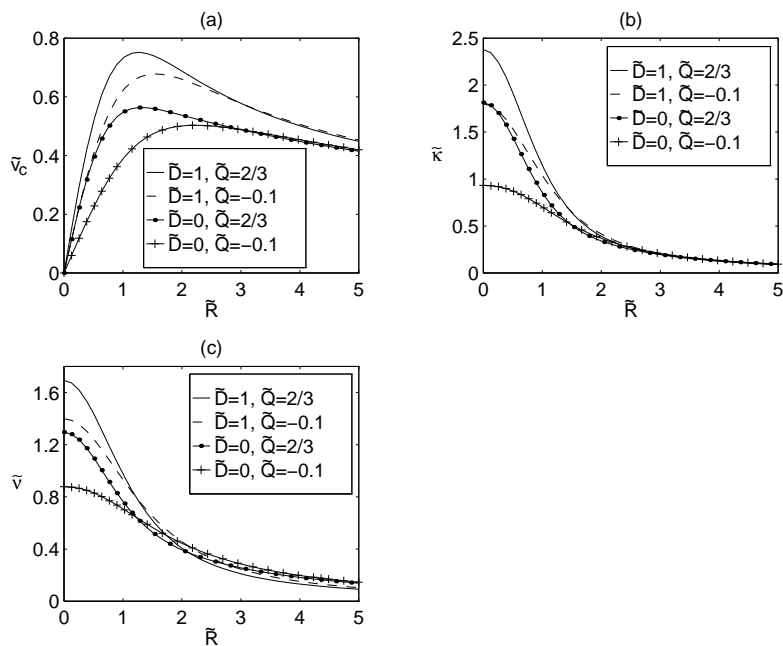 (a)
0.8
0.6
0.4
0.2
0
ṽc
D̃=1, Q̃=2/3
D̃=1, Q̃=−0.1
D̃=0, Q̃=2/3
D̃=0, Q̃=−0.1
0 1 2 3 4 5
R̃
(b)
2.5
2
1.5
1
0.5
0
κ̃
D̃=1, Q̃=2/3
D̃=1, Q̃=−0.1
D̃=0, Q̃=2/3
D̃=0, Q̃=−0.1
0 1 2 3 4 5
R̃
(c)
1.6
1.2
0.8
0.4
0
ν̃
D̃=1, Q̃=2/3
D̃=1, Q̃=−0.1
D̃=0, Q̃=2/3
D̃=0, Q̃=−0.1
0 1 2 3 4 5
R̃